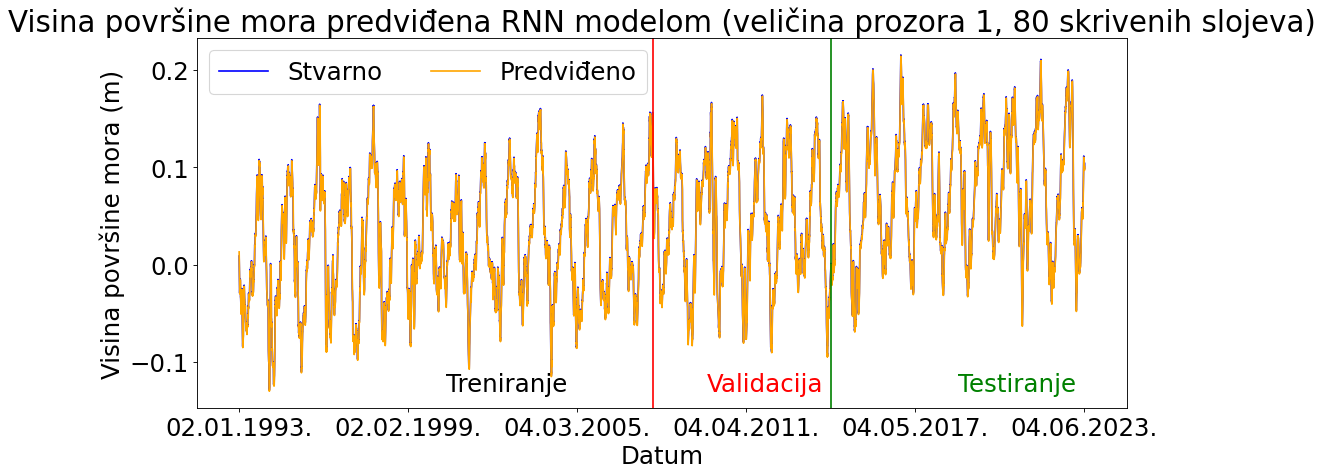 Visina površine mora predviđena RNN modelom (veličina prozora 1, 80 skrivenih slojeva)
Stvarno Predviđeno
Visina površine mora (m)
0.2
0.1
0.0
−0.1
Treniranje Validacija Testiranje
02.01.1993. 02.02.1999. 04.03.2005. 04.04.2011. 04.05.2017. 04.06.2023.
Datum